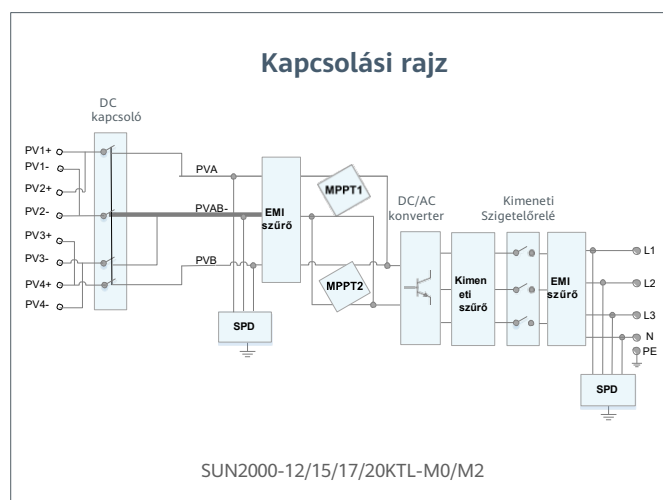 Kapcsolási rajz
DC
kapcsoló
PV1+
PV1-
PV2+
PV2-
PV3+
PV3-
PV4+
PV4-
PVA
PVAB-
PVB
EMI
szűrő
SPD
MPPT1
MPPT2
DC/AC
konverter
Kimen
eti
szűrő
Kimeneti
Szigetelőrelé
EMI
szűrő
L1
L2
L3
N
PE
SPD
SUN2000-12/15/17/20KTL-M0/M2